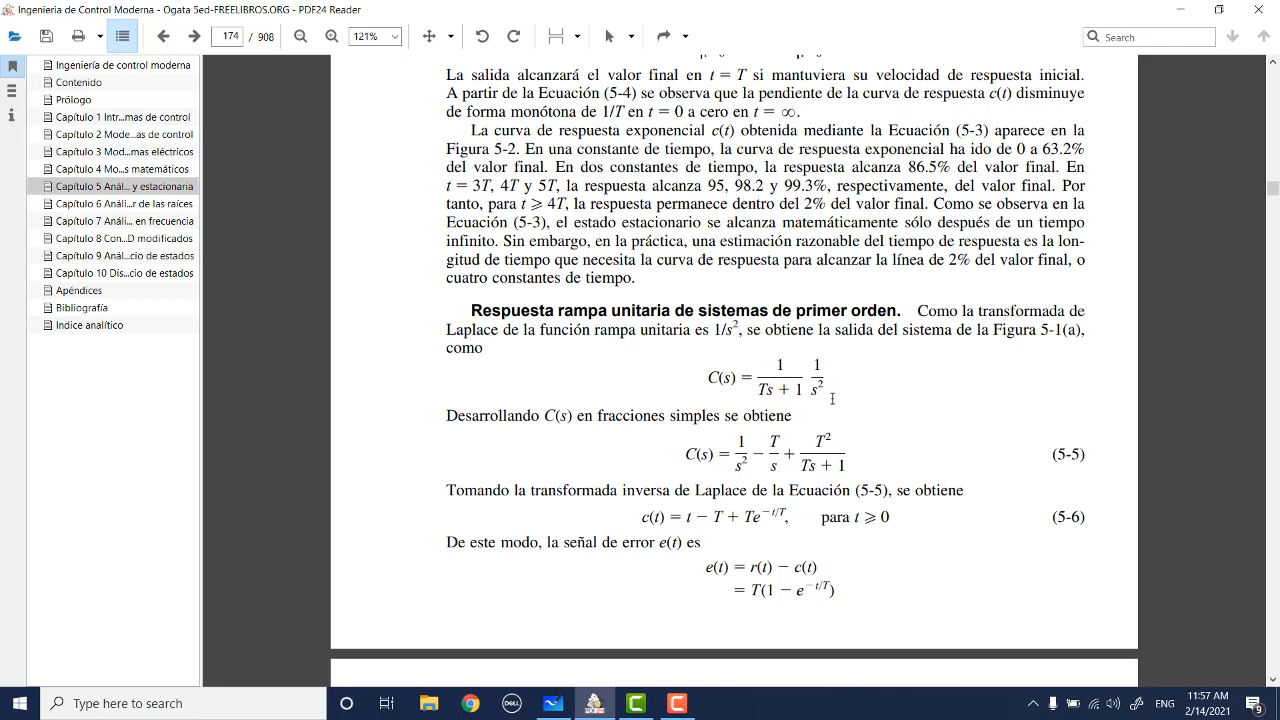 Ingenieria de Control Moderna - Ogata 5ed-FREELIBROS.ORG - PDF24 Reader
174 / 908
121%
Search
Ingeniería de control moderna
Contenido
Prólogo
Capítulo 1 Intr...mas de control
Capítulo 2 Mode...as de control
Capítulo 3 Mod...mas eléctricos
Capítulo 4 Mo...s matemáticos
Capítulo 5 Anál... y estacionaria
Capítulo 6 Análi...r de las raíces
Capítulo 7 Análi...en frecuencia
Capítulo 8 Con...D modificados
Capítulo 9 Anál...cio de estados
Capítulo 10 Dis...cio de estados
Apéndices
Bibliografía
Indice analítico
La salida alcanzará el valor final en t = T si mantuviera su velocidad de respuesta inicial.
A partir de la Ecuación (5-4) se observa que la pendiente de la curva de respuesta c(t) disminuye
de forma monótona de 1/T en t = 0 a cero en t = ∞.
La curva de respuesta exponencial c(t) obtenida mediante la Ecuación (5-3) aparece en la
Figura 5-2. En una constante de tiempo, la curva de respuesta exponencial ha ido de 0 a 63.2%
del valor final. En dos constantes de tiempo, la respuesta alcanza 86.5% del valor final. En
t = 3T, 4T y 5T, la respuesta alcanza 95, 98.2 y 99.3%, respectivamente, del valor final. Por
tanto, para t ⩾ 4T, la respuesta permanece dentro del 2% del valor final. Como se observa en la
Ecuación (5-3), el estado estacionario se alcanza matemáticamente sólo después de un tiempo
infinito. Sin embargo, en la práctica, una estimación razonable del tiempo de respuesta es la lon-
gitud de tiempo que necesita la curva de respuesta para alcanzar la línea de 2% del valor final, o
cuatro constantes de tiempo.
Respuesta rampa unitaria de sistemas de primer orden. Como la transformada de
Laplace de la función rampa unitaria es 1/s², se obtiene la salida del sistema de la Figura 5-1(a),
como
C(s) = 1/(Ts + 1) 1/s²
Desarrollando C(s) en fracciones simples se obtiene
C(s) = 1/s² − T/s + T²/(Ts + 1) (5-5)
Tomando la transformada inversa de Laplace de la Ecuación (5-5), se obtiene
c(t) = t − T + Te^(−t/T), para t ⩾ 0 (5-6)
De este modo, la señal de error e(t) es
e(t) = r(t) − c(t)
= T(1 − e^(−t/T))
Type here to search
DELL
ENG
11:57 AM
2/14/2021
9